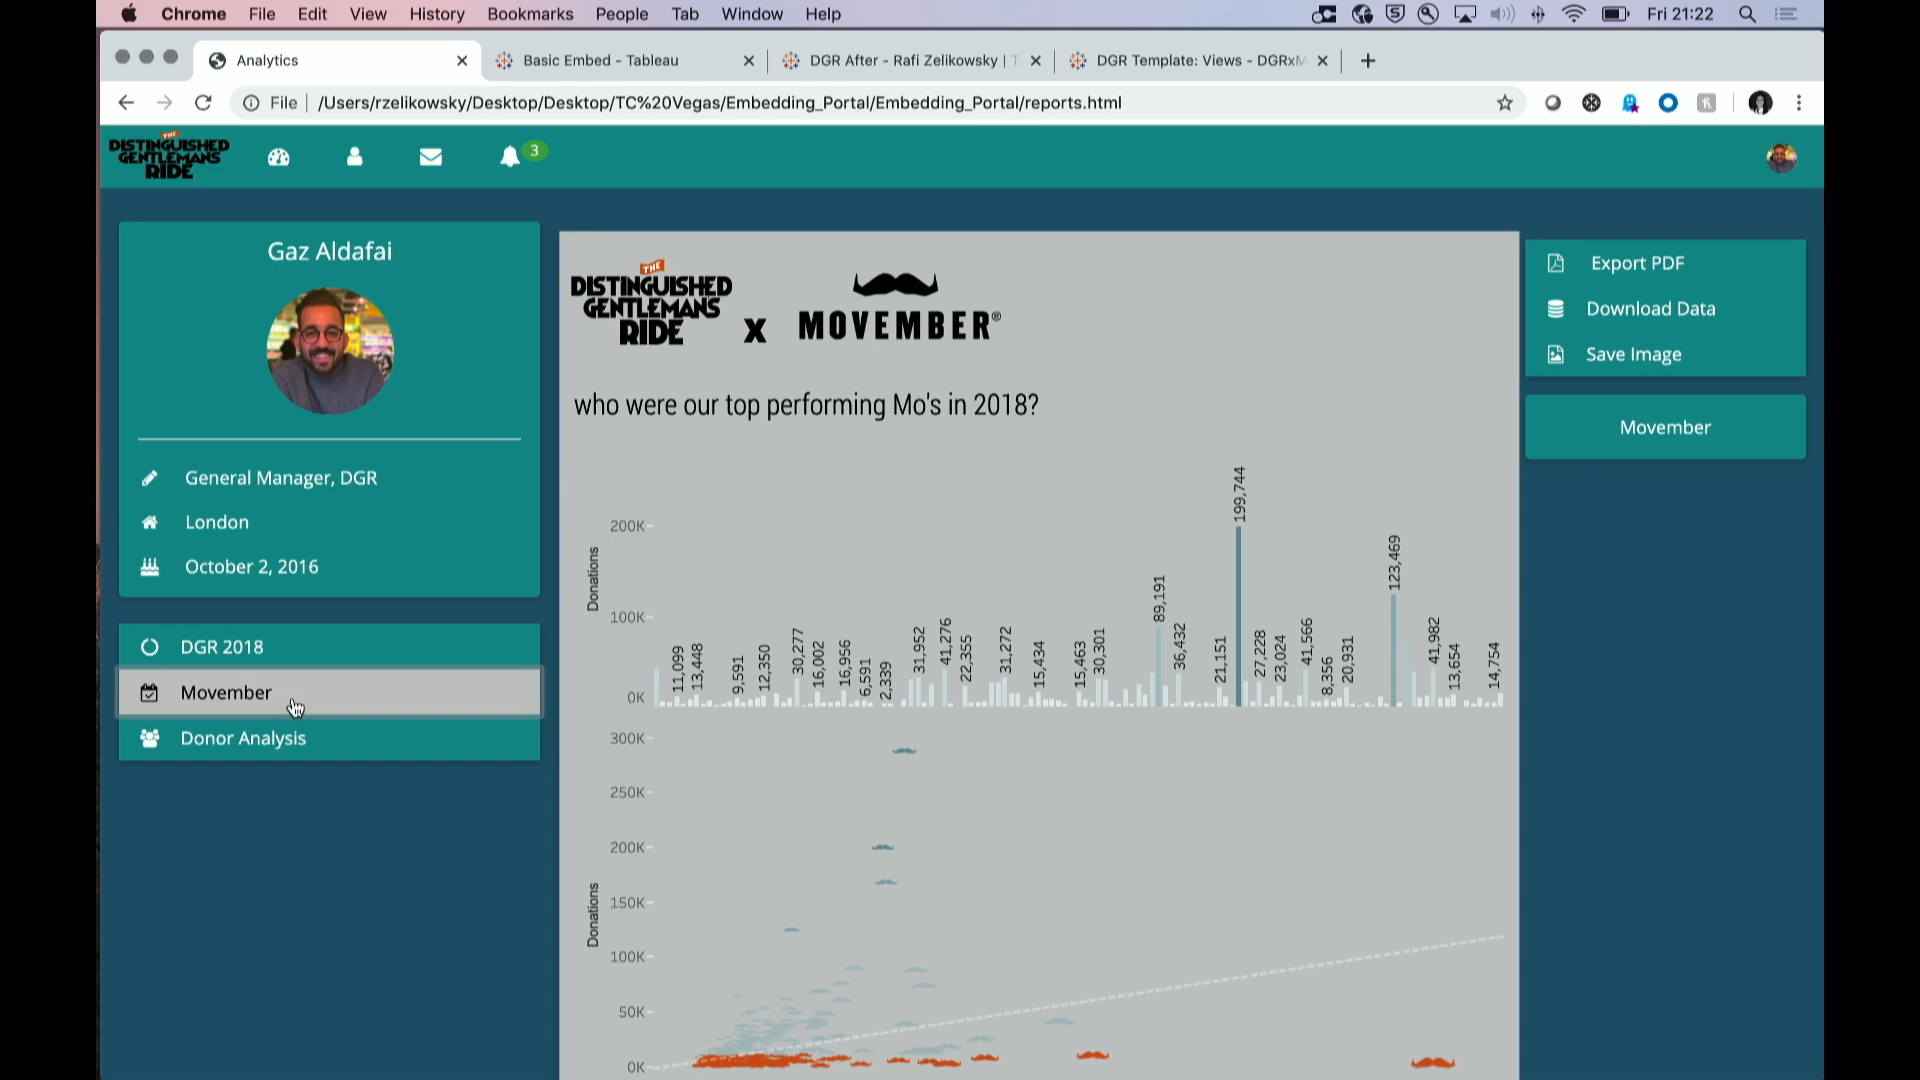 Chrome File Edit View History Bookmarks People Tab Window Help Fri 21:22
Analytics
Basic Embed - Tableau
DGR After - Rafi Zelikowsky | T
DGR Template: Views - DGRxM
File /Users/rzelikowsky/Desktop/Desktop/TC%20Vegas/Embedding_Portal/Embedding_Portal/reports.html
THE
DISTINGUISHED
GENTLEMANS
RIDE
3
Gaz Aldafai
General Manager, DGR
London
October 2, 2016
DGR 2018
Movember
Donor Analysis
THE
DISTINGUISHED
GENTLEMANS
RIDE
X
MOVEMBER®
who were our top performing Mo's in 2018?
Donations
200K
100K
0K
11,099
13,448
9,591
12,350
30,277
16,002
16,956
6,591
2,339
31,952
41,276
22,355
31,272
15,434
15,463
30,301
89,191
36,432
21,151
199,744
27,228
23,024
41,566
8,356
20,931
123,469
41,982
13,654
14,754
Donations
300K
250K
200K
150K
100K
50K
0K
Export PDF
Download Data
Save Image
Movember